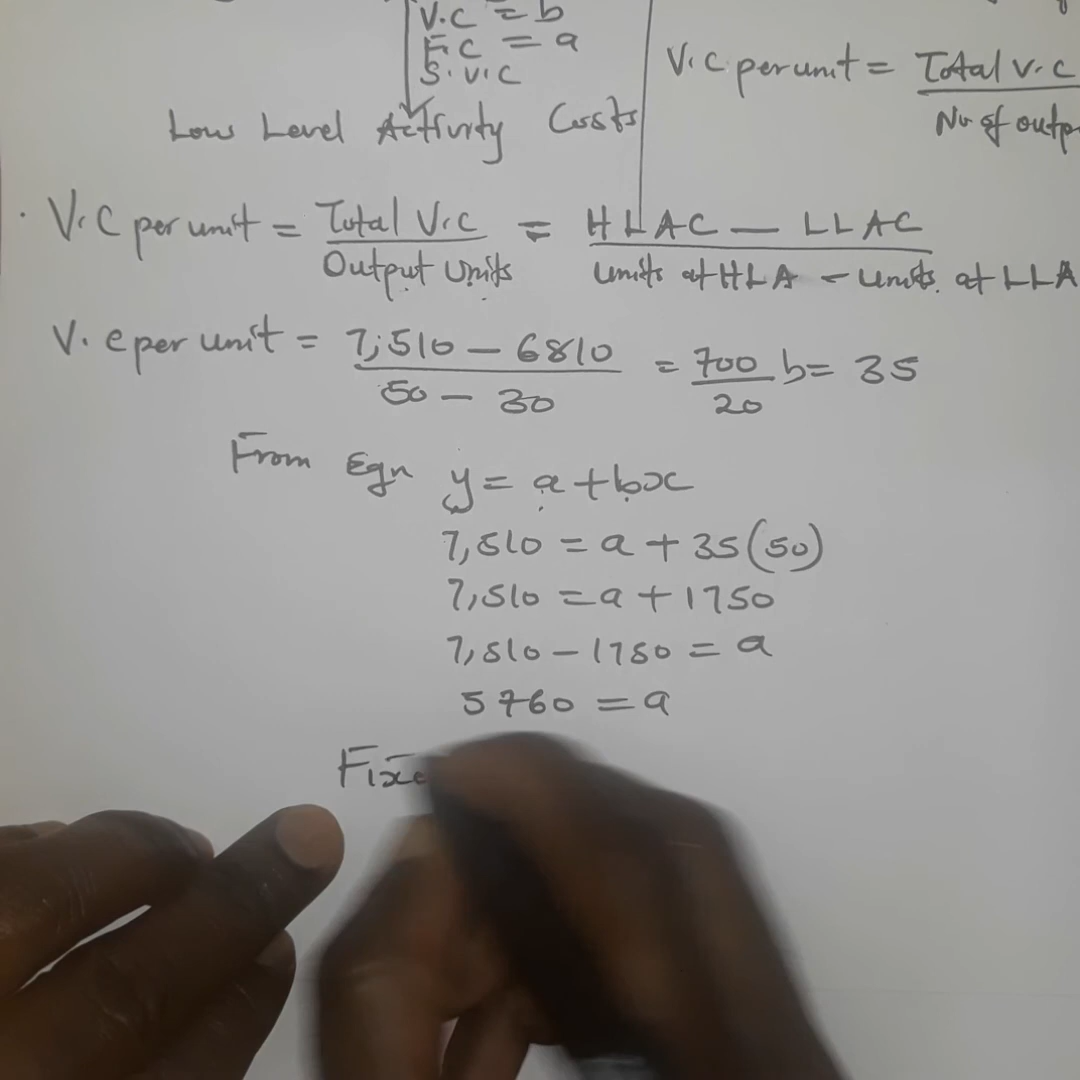 V.C = b
F.C = a
S.V.C
V.C per unit = Total V.C
No of outp
Low Level Activity Costs
V.C per unit = Total V.C = HLAC - LLAC
Output Units Units at HLA - Units at LLA
V.C per unit = 7,510 - 6810 = 700 b = 35
50 - 30 20
From Eqn y = a + bx
7,510 = a + 35(50)
7,510 = a + 1750
7,510 - 1750 = a
5760 = a
Fixe